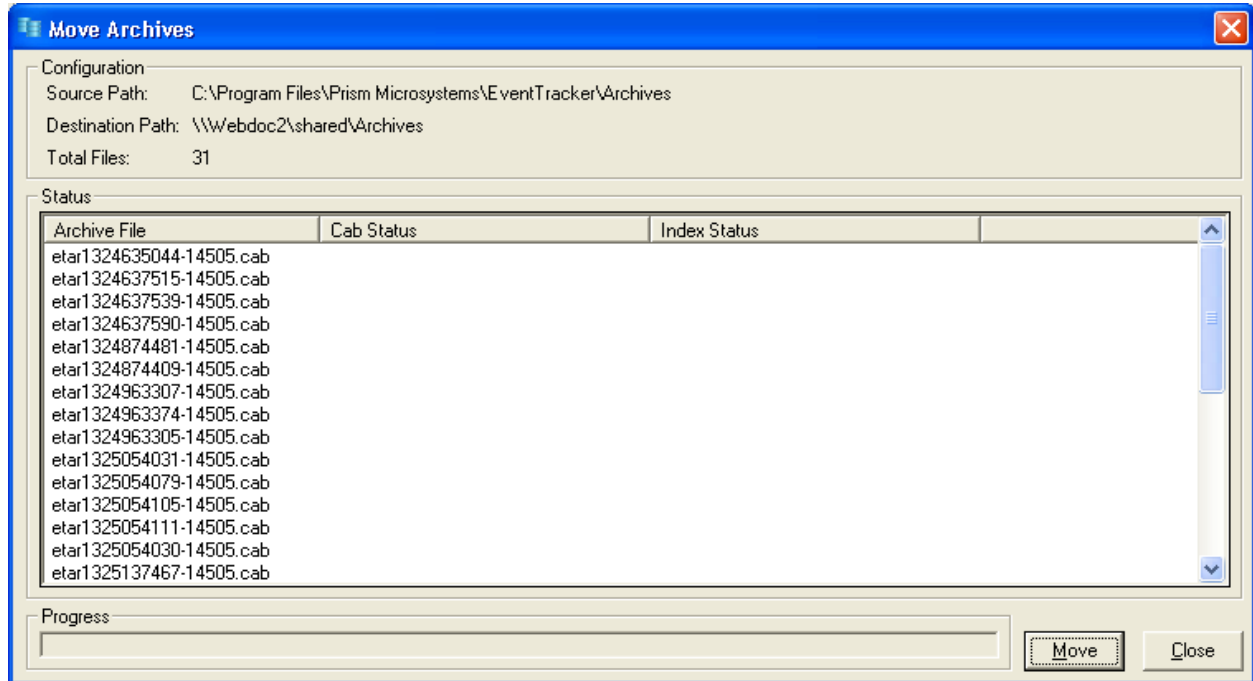 Move Archives
Configuration
Source Path: C:\Program Files\Prism Microsystems\EventTracker\Archives
Destination Path: \\Webdoc2\shared\Archives
Total Files: 31
Status
Archive File Cab Status Index Status
etar1324635044-14505.cab
etar1324637515-14505.cab
etar1324637539-14505.cab
etar1324637590-14505.cab
etar1324874481-14505.cab
etar1324874409-14505.cab
etar1324963307-14505.cab
etar1324963374-14505.cab
etar1324963305-14505.cab
etar1325054031-14505.cab
etar1325054079-14505.cab
etar1325054105-14505.cab
etar1325054111-14505.cab
etar1325054030-14505.cab
etar1325137467-14505.cab
Progress
Move Close